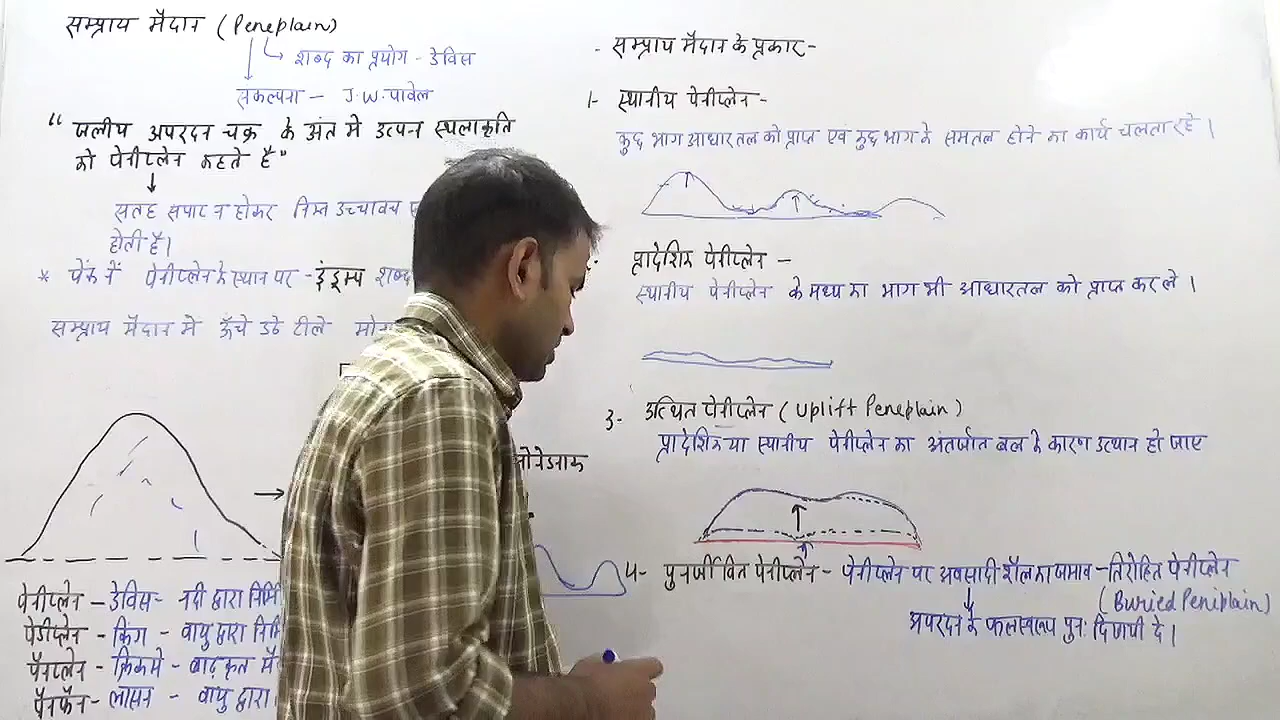 सम्प्राय मैदान (Peneplain)
शब्द का प्रयोग - डेविस
संकल्पना - J.W. पावेल
“जलीय अपरदन चक्र के अंत मे उत्पन स्थलाकृति
को पेनीप्लेन कहते है"
सतह सपाट न होकर निम्न उच्चावच
होती है।
* पेंक नें पेनीप्लेन के स्थान पर - इंड्रम्प शब्द
सम्प्राय मैदान मे ऊँचे उठे टीले
मोनेडनाक
पेनीप्लेन - डेविस - नदी द्वारा
पेडीप्लेन - किंग - वायु द्वारा
पैनप्लेन - क्रिकमे - बाढ़ कृत
पैनफैन - लासन - वायु द्वारा
- सम्प्राय मैदान के प्रकार -
1- स्थानीय पेनीप्लेन -
कुछ भाग आधारतल को प्राप्त एवं कुछ भाग के समतल होने का कार्य चलता रहे।
प्रादेशिक पेनीप्लेन -
स्थानीय पेनीप्लेन के मध्य का भाग भी आधारतल को प्राप्त कर ले।
3- उत्थित पेनीप्लेन (Uplift Peneplain)
प्रादेशिक या स्थानीय पेनीप्लेन का अंतर्जात बल के कारण उत्थान हो जाए
4- पुनर्जीवित पेनीप्लेन - पेनीप्लेन पर अवसादी शैल का जमाव - तिरोहित पेनीप्लेन
(Buried Peniplain)
अपरदन के फलस्वरूप पुनः दिखायी दे।